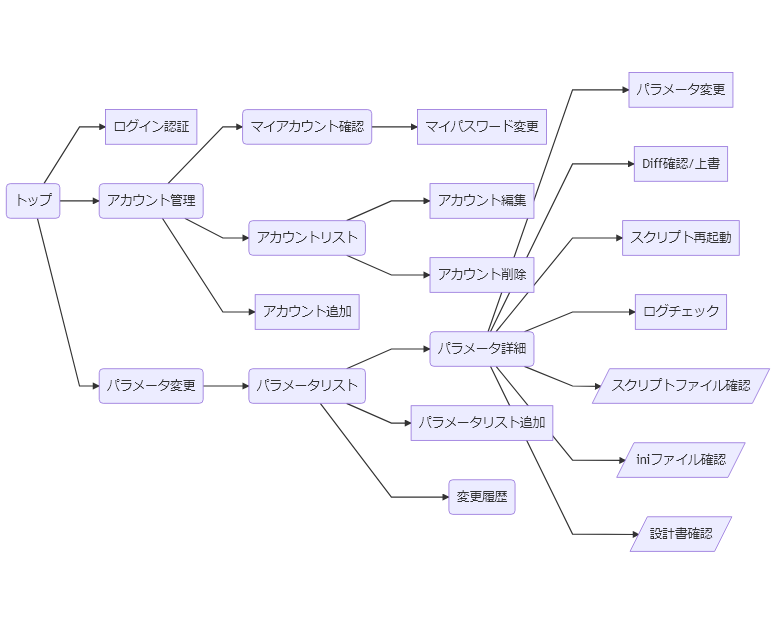 トップ
ログイン認証
アカウント管理
パラメータ変更
マイアカウント確認
アカウントリスト
アカウント追加
パラメータリスト
マイパスワード変更
アカウント編集
アカウント削除
パラメータ詳細
パラメータリスト追加
変更履歴
パラメータ変更
Diff確認/上書
スクリプト再起動
ログチェック
スクリプトファイル確認
iniファイル確認
設計書確認